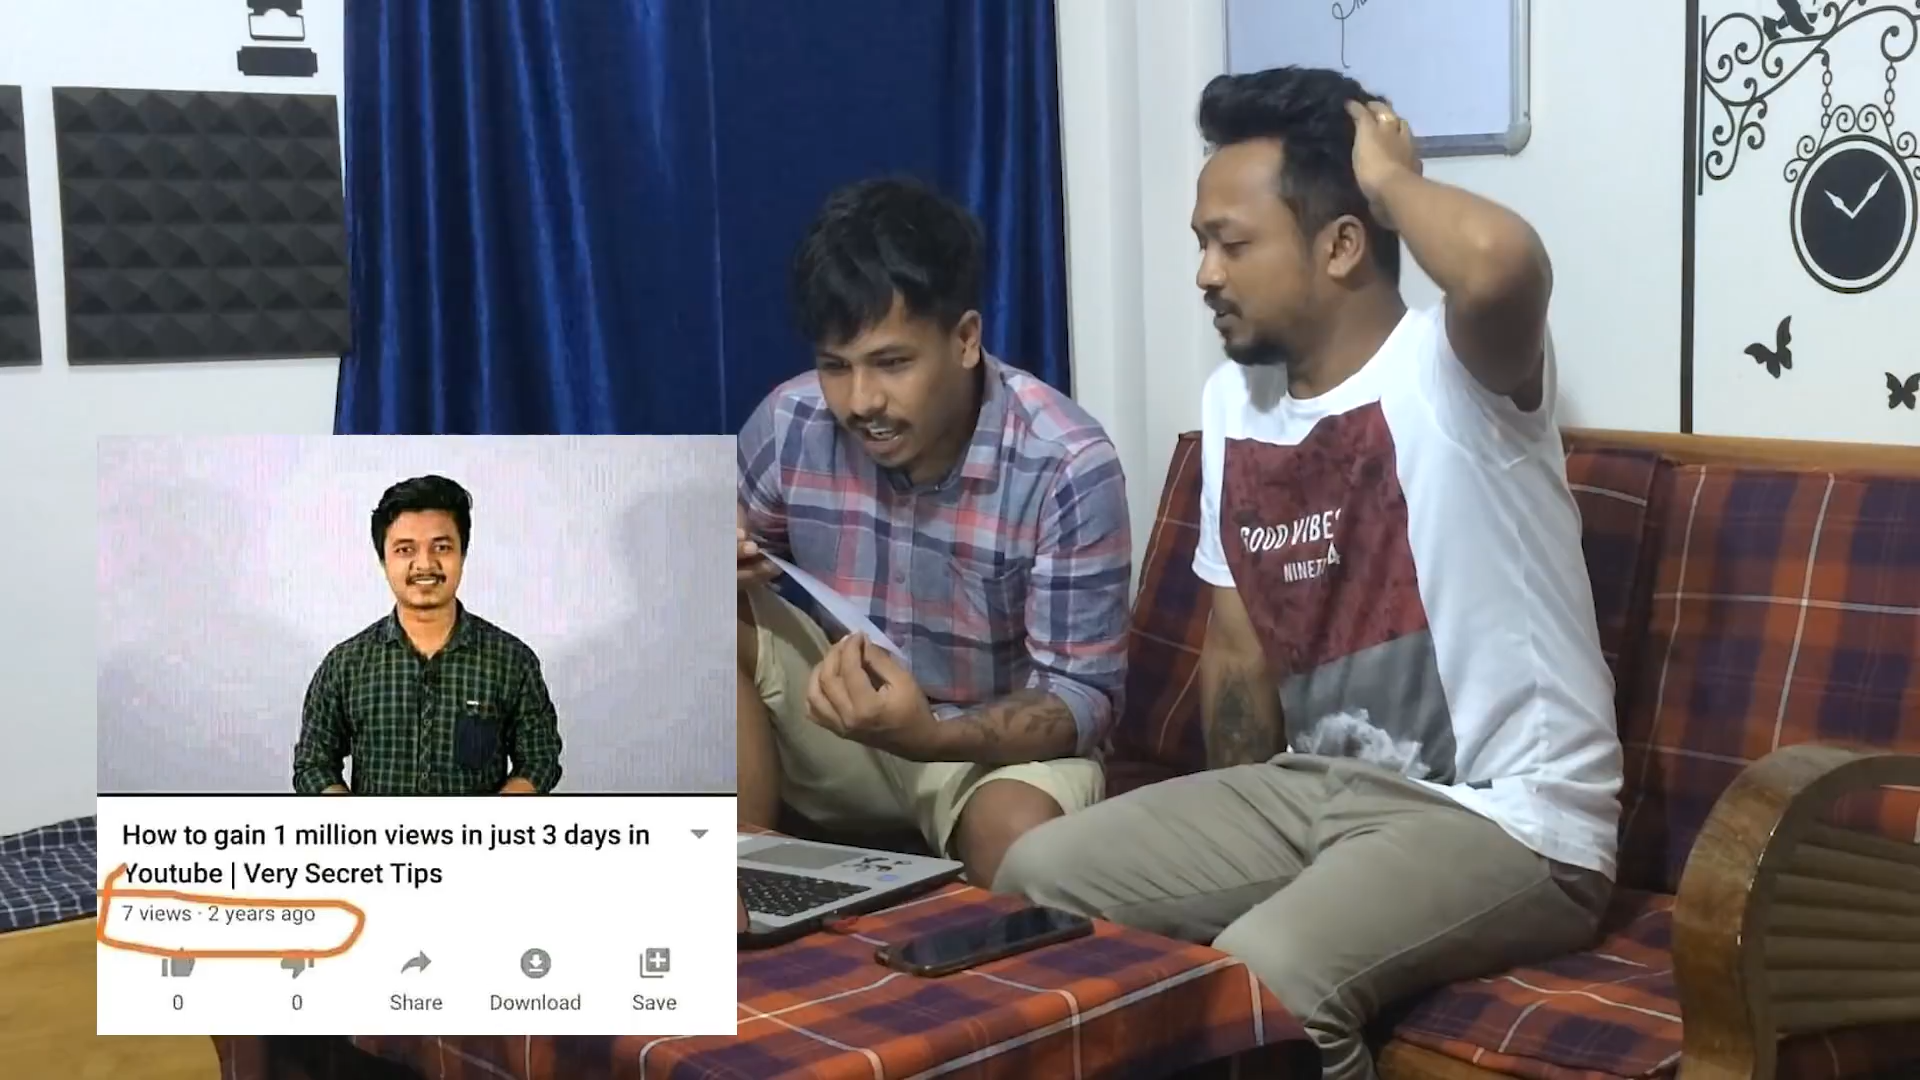 GOOD VIBES
How to gain 1 million views in just 3 days in
Youtube | Very Secret Tips
7 views · 2 years ago
0
0
Share
Download
Save